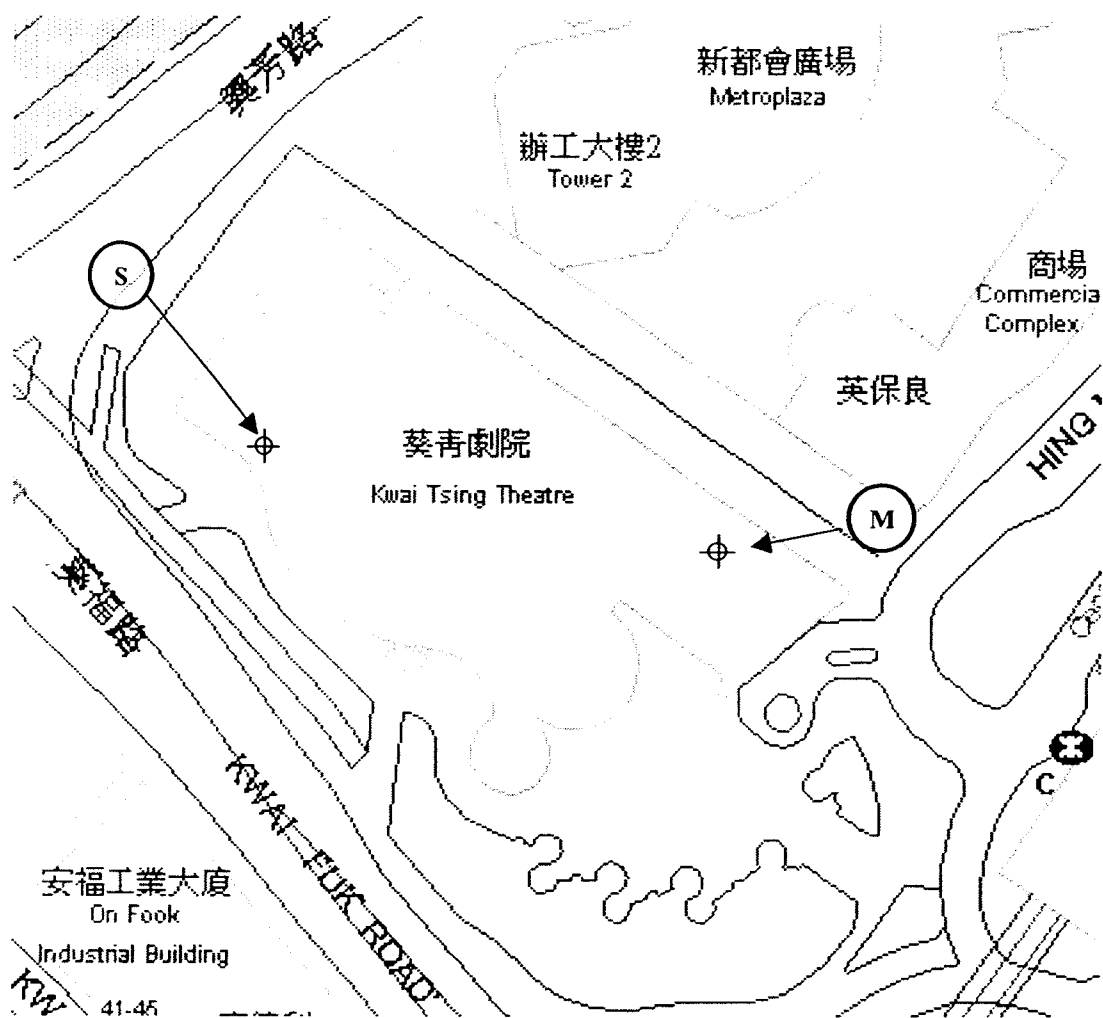 葵芳路
新都會廣場
Metroplaza
辦工大樓2
Tower 2
S
商場
Commercia
Complex
英保良
HING
葵青劇院
Kwai Tsing Theatre
M
葵福路
C
KWAI FUK ROAD
安福工業大廈
On Fook
Industrial Building
KW
41-45